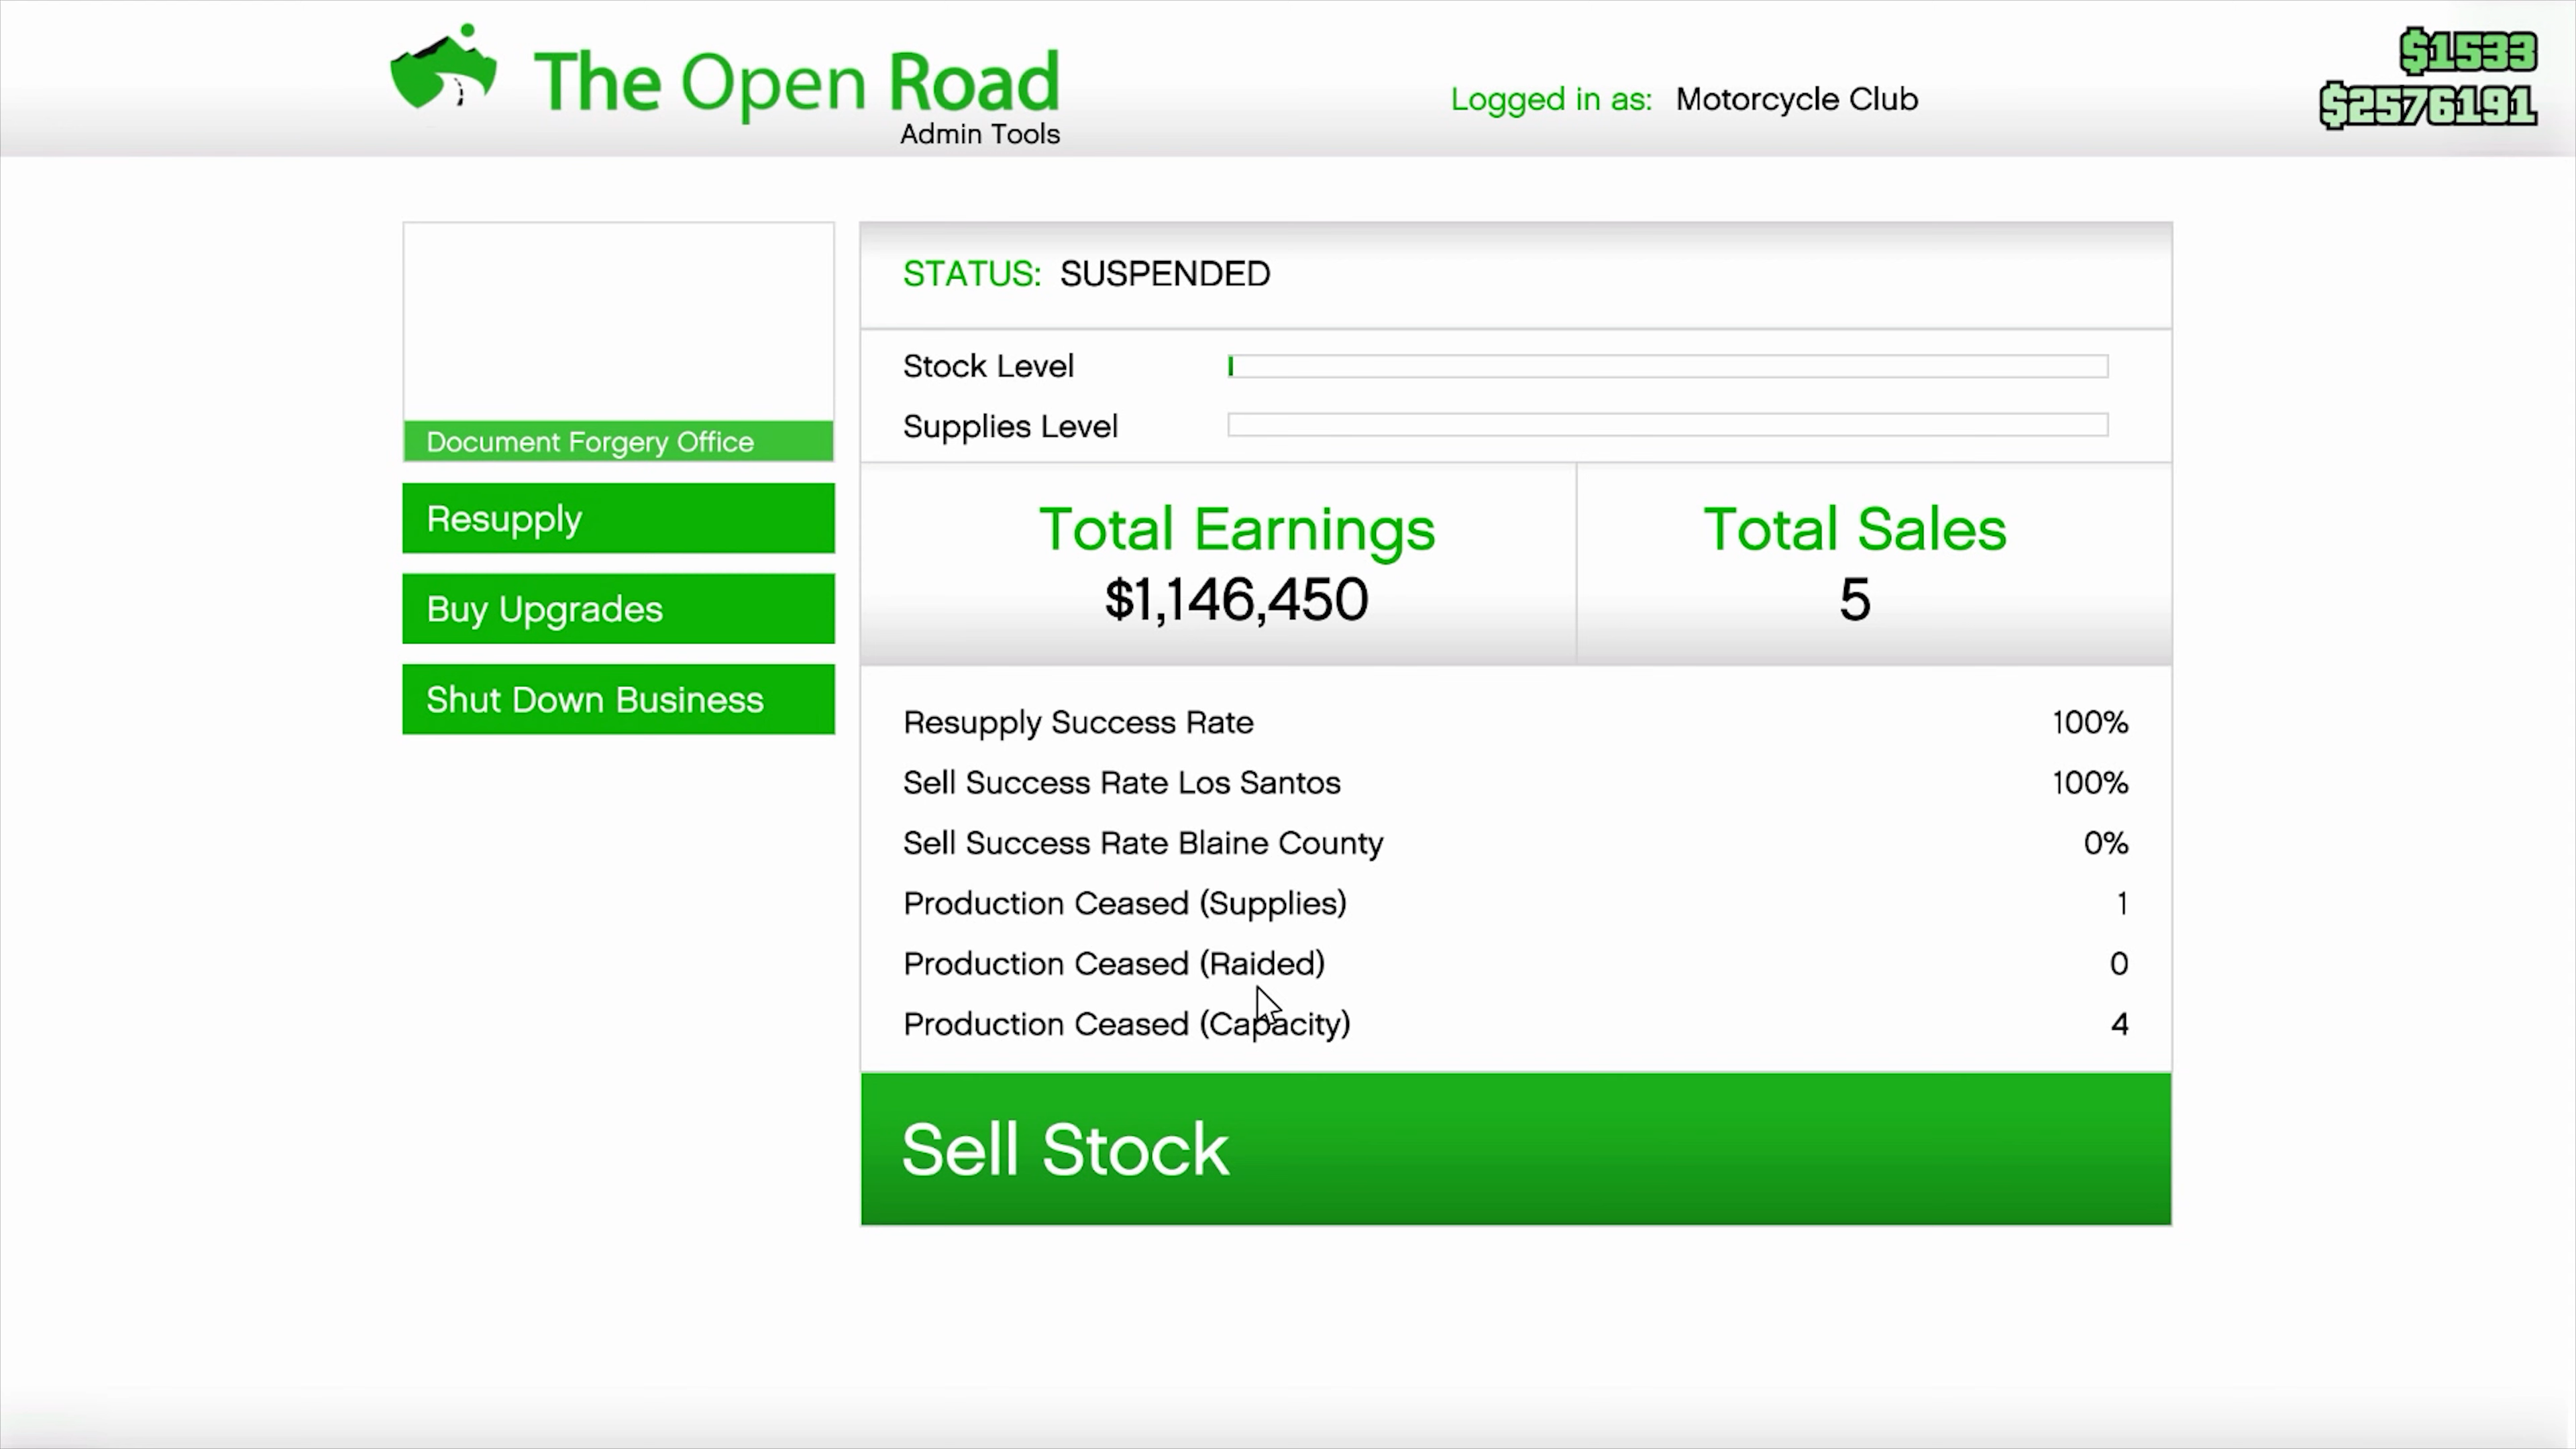 The Open Road
Admin Tools
Logged in as: Motorcycle Club
$1533
$2576191
Document Forgery Office
Resupply
Buy Upgrades
Shut Down Business
STATUS: SUSPENDED
Stock Level
Supplies Level
Total Earnings
$1,146,450
Total Sales
5
Resupply Success Rate 100%
Sell Success Rate Los Santos 100%
Sell Success Rate Blaine County 0%
Production Ceased (Supplies) 1
Production Ceased (Raided) 0
Production Ceased (Capacity) 4
Sell Stock